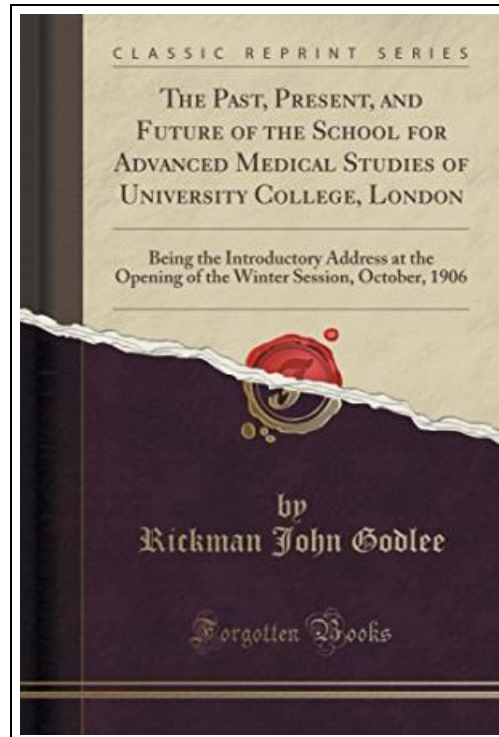 CLASSIC REPRINT SERIES
THE PAST, PRESENT, AND
FUTURE OF THE SCHOOL FOR
ADVANCED MEDICAL STUDIES OF
UNIVERSITY COLLEGE, LONDON
Being the Introductory Address at the
Opening of the Winter Session, October, 1906
F
by
Rickman John Godlee
Forgotten Books